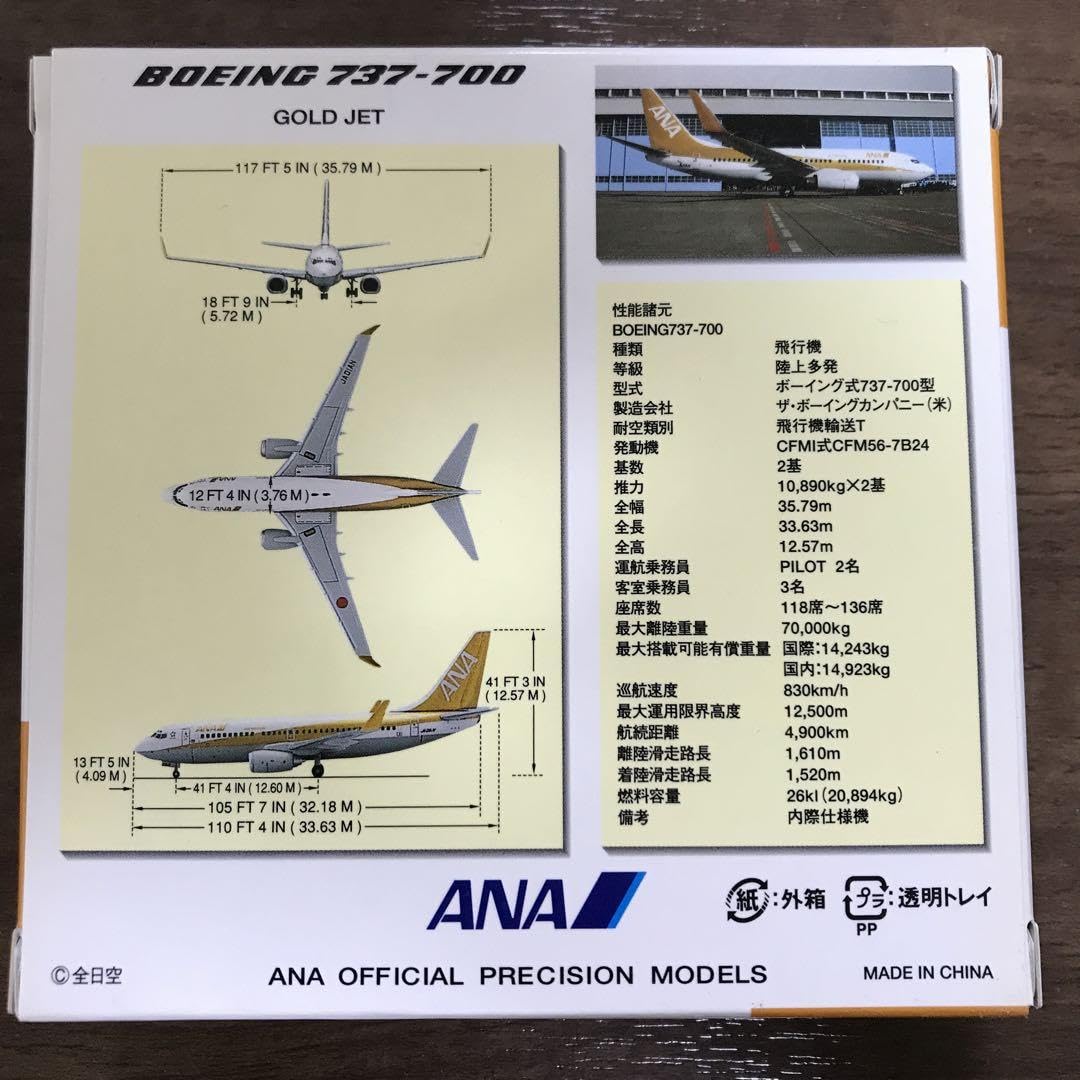 BOEING 737-700
GOLD JET
117 FT 5 IN ( 35.79 M )
18 FT 9 IN
( 5.72 M )
12 FT 4 IN ( 3.76 M )
ANA
ANA
41 FT 3 IN
( 12.57 M )
ANA
13 FT 5 IN
( 4.09 M )
41 FT 4 IN ( 12.60 M )
105 FT 7 IN ( 32.18 M )
110 FT 4 IN ( 33.63 M )
ANA
ANA
性能諸元
BOEING737-700
種類 飛行機
等級 陸上多発
型式 ボーイング式737-700型
製造会社 ザ・ボーイングカンパニー(米)
耐空類別 飛行機輸送T
発動機 CFMI式CFM56-7B24
基数 2基
推力 10,890kg×2基
全幅 35.79m
全長 33.63m
全高 12.57m
運航乗務員 PILOT 2名
客室乗務員 3名
座席数 118席〜136席
最大離陸重量 70,000kg
最大搭載可能有償重量 国際:14,243kg
国内:14,923kg
巡航速度 830km/h
最大運用限界高度 12,500m
航続距離 4,900km
離陸滑走路長 1,610m
着陸滑走路長 1,520m
燃料容量 26kl(20,894kg)
備考 内際仕様機
ANA
紙:外箱 プラ:透明トレイ
PP
©全日空 ANA OFFICIAL PRECISION MODELS MADE IN CHINA